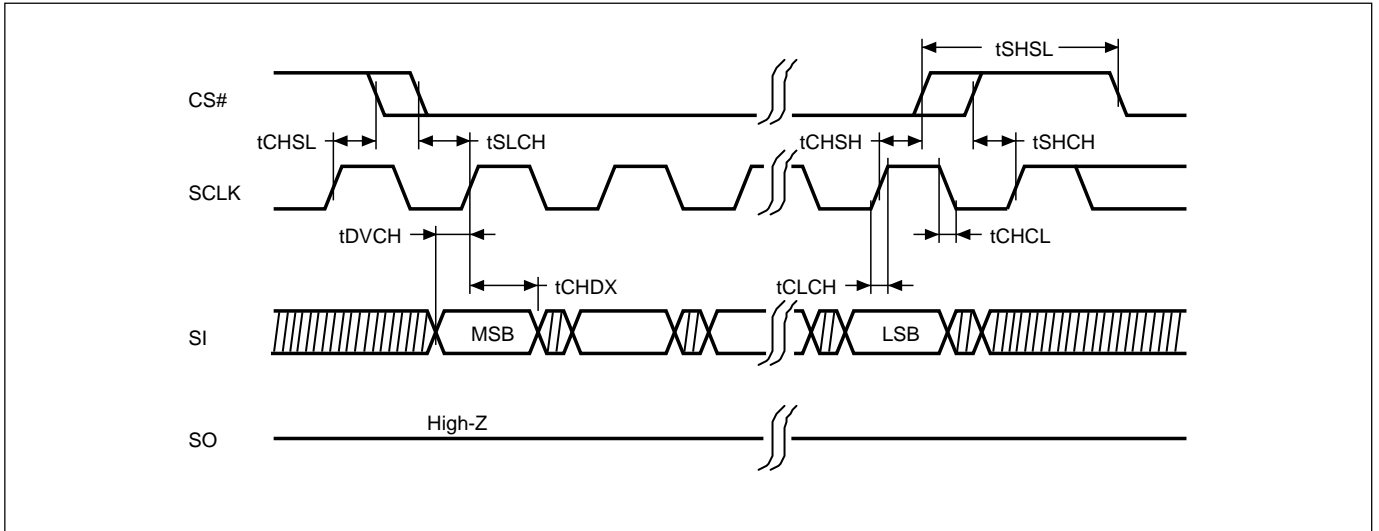 tSHSL
CS#
tCHSL
tSLCH
tCHSH
tSHCH
SCLK
tDVCH
tCHCL
tCHDX
tCLCH
SI
MSB
LSB
High-Z
SO